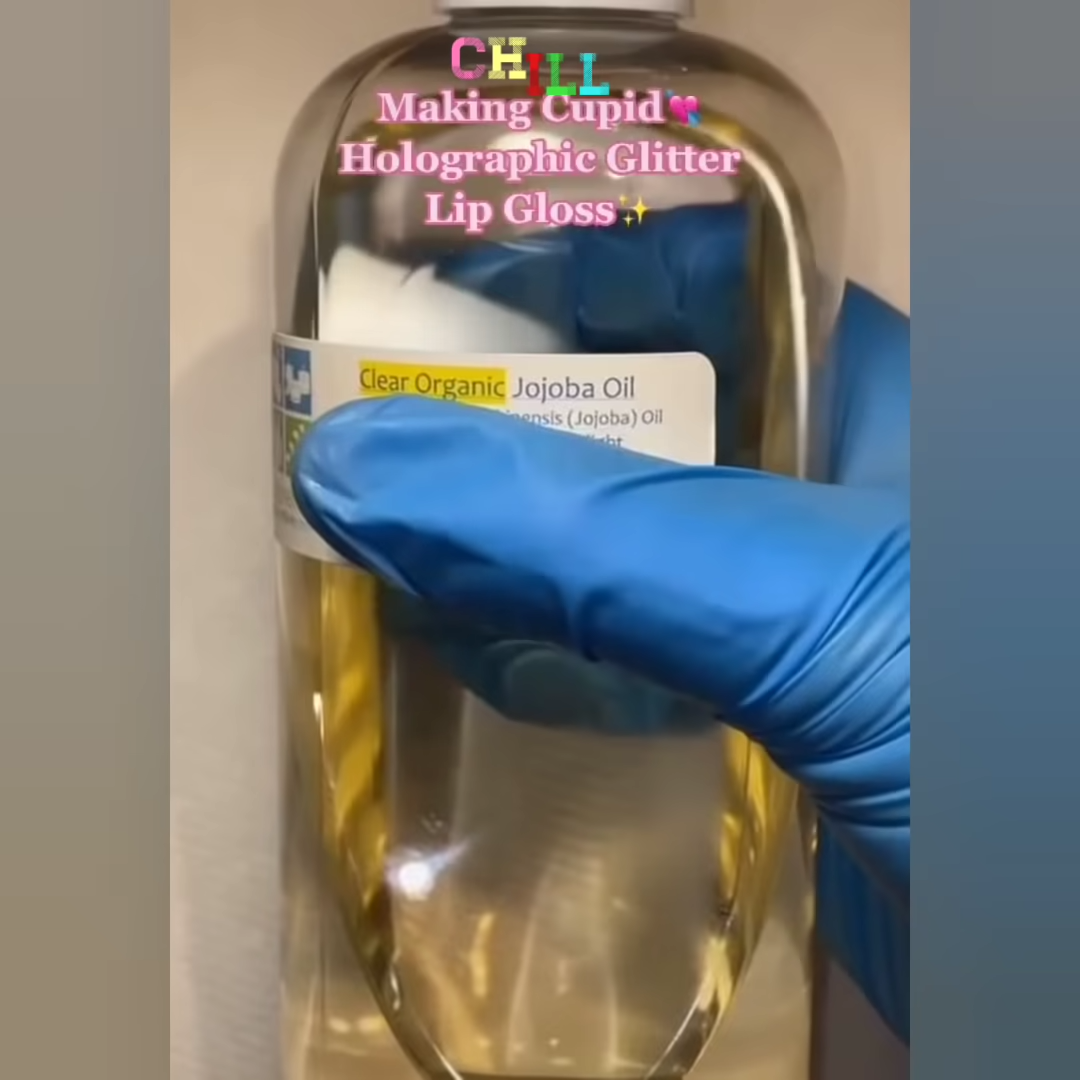 CHILL
Making Cupid💘
Holographic Glitter
Lip Gloss✨
Clear Organic Jojoba Oil
(Jojoba) Oil